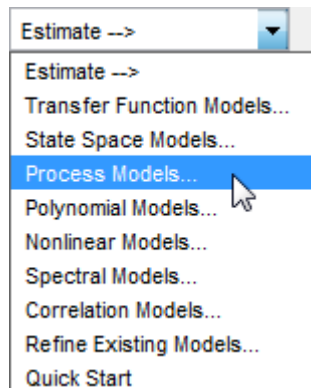 Estimate -->
Estimate -->
Transfer Function Models...
State Space Models...
Process Models...
Polynomial Models...
Nonlinear Models...
Spectral Models...
Correlation Models...
Refine Existing Models...
Quick Start